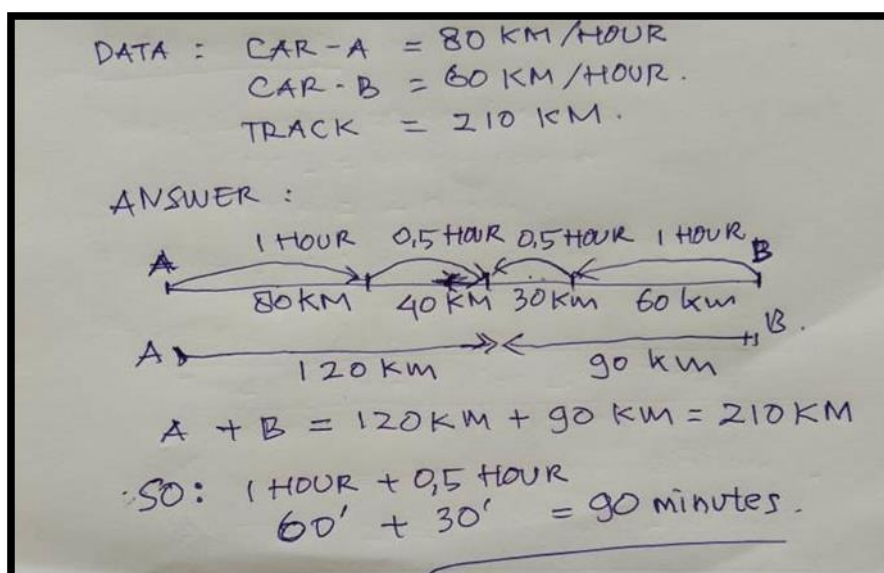 DATA : CAR-A = 80 KM/HOUR
CAR-B = 60 KM/HOUR.
TRACK = 210 KM.
ANSWER :
1 HOUR 0,5 HOUR 0,5 HOUR 1 HOUR
A B
80 KM 40 KM 30 Km 60 km
A B.
120 KM 90 km
A + B = 120 KM + 90 KM = 210 KM
SO: 1 HOUR + 0,5 HOUR
60' + 30' = 90 minutes.